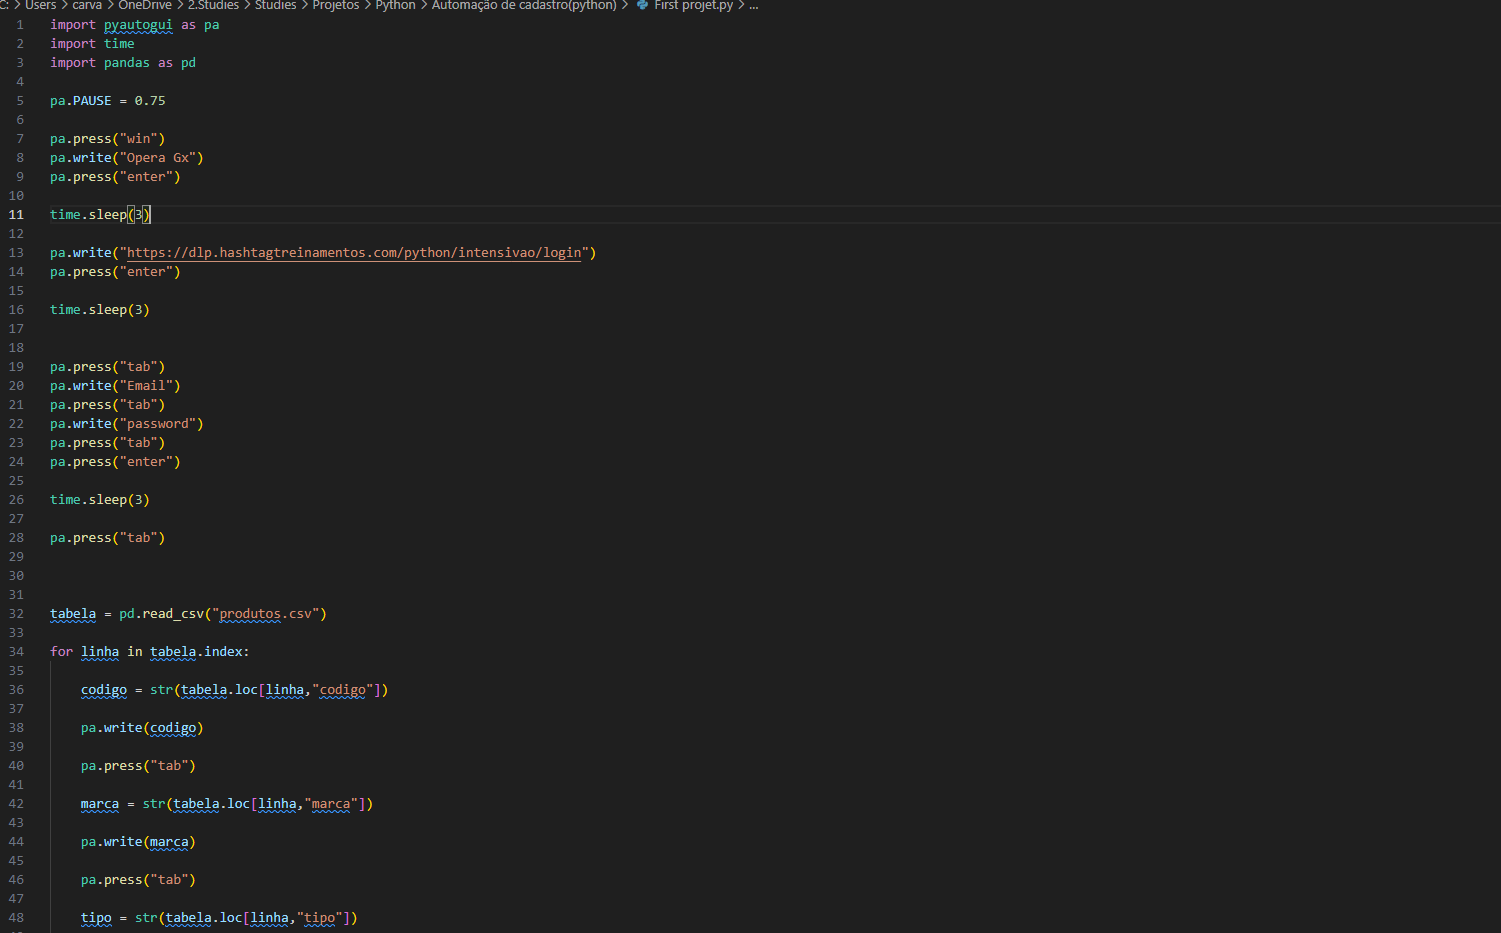 C: > Users > carva > OneDrive > 2.Studies > Studies > Projetos > Python > Automação de cadastro(python) > First projet.py > ...
1 import pyautogui as pa
2 import time
3 import pandas as pd
4
5 pa.PAUSE = 0.75
6
7 pa.press("win")
8 pa.write("Opera Gx")
9 pa.press("enter")
10
11 time.sleep(3)
12
13 pa.write("https://dlp.hashtagtreinamentos.com/python/intensivao/login")
14 pa.press("enter")
15
16 time.sleep(3)
17
18
19 pa.press("tab")
20 pa.write("Email")
21 pa.press("tab")
22 pa.write("password")
23 pa.press("tab")
24 pa.press("enter")
25
26 time.sleep(3)
27
28 pa.press("tab")
29
30
31
32 tabela = pd.read_csv("produtos.csv")
33
34 for linha in tabela.index:
35
36 codigo = str(tabela.loc[linha,"codigo"])
37
38 pa.write(codigo)
39
40 pa.press("tab")
41
42 marca = str(tabela.loc[linha,"marca"])
43
44 pa.write(marca)
45
46 pa.press("tab")
47
48 tipo = str(tabela.loc[linha,"tipo"])